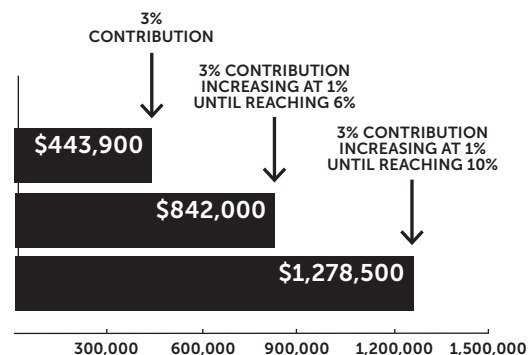 3%
CONTRIBUTION
3% CONTRIBUTION
INCREASING AT 1%
UNTIL REACHING 6%
3% CONTRIBUTION
INCREASING AT 1%
UNTIL REACHING 10%
$443,900
$842,000
$1,278,500
300,000 600,000 900,000 1,200,000 1,500,000